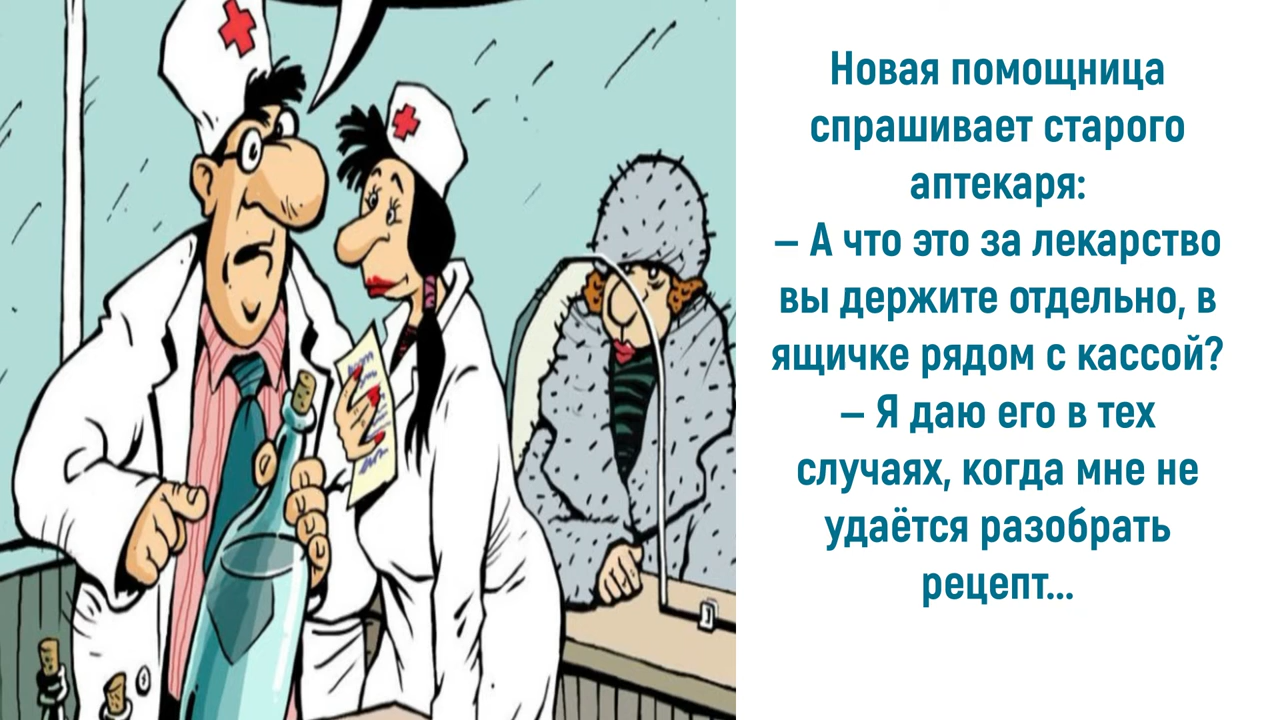 Новая помощница
спрашивает старого
аптекаря:
– А что это за лекарство
вы держите отдельно, в
ящичке рядом с кассой?
– Я даю его в тех
случаях, когда мне не
удаётся разобрать
рецепт...